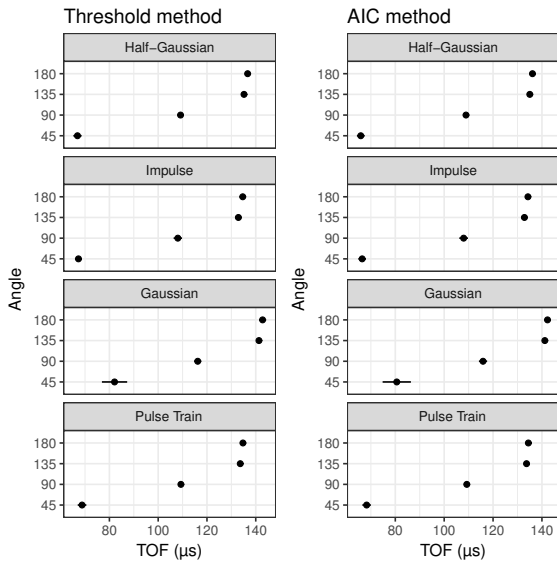 Threshold method
Half−Gaussian
180
135
90
45
Impulse
180
135
90
45
Gaussian
180
135
90
45
Pulse Train
180
135
90
45
Angle
80 100 120 140
TOF (μs)
AIC method
Half−Gaussian
180
135
90
45
Impulse
180
135
90
45
Gaussian
180
135
90
45
Pulse Train
180
135
90
45
Angle
80 100 120 140
TOF (μs)